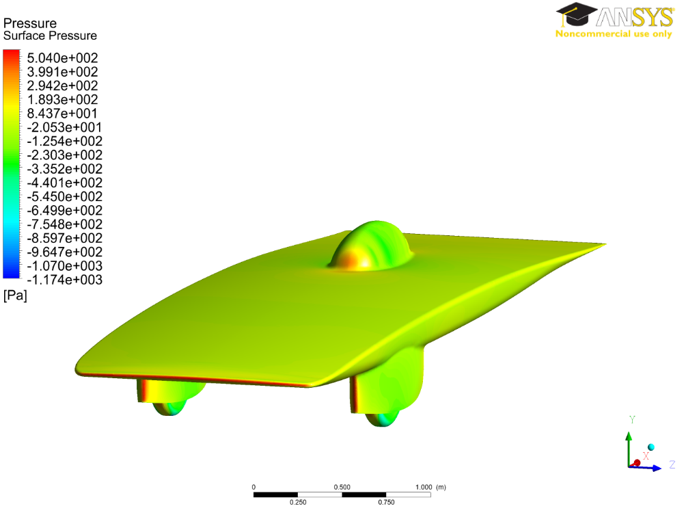 Pressure
Surface Pressure
5.040e+002
3.991e+002
2.942e+002
1.893e+002
8.437e+001
-2.053e+001
-1.254e+002
-2.303e+002
-3.352e+002
-4.401e+002
-5.450e+002
-6.499e+002
-7.548e+002
-8.597e+002
-9.647e+002
-1.070e+003
-1.174e+003
[Pa]
ANSYS
Noncommercial use only
Y
X
Z
0 0.500 1.000 (m)
0.250 0.750